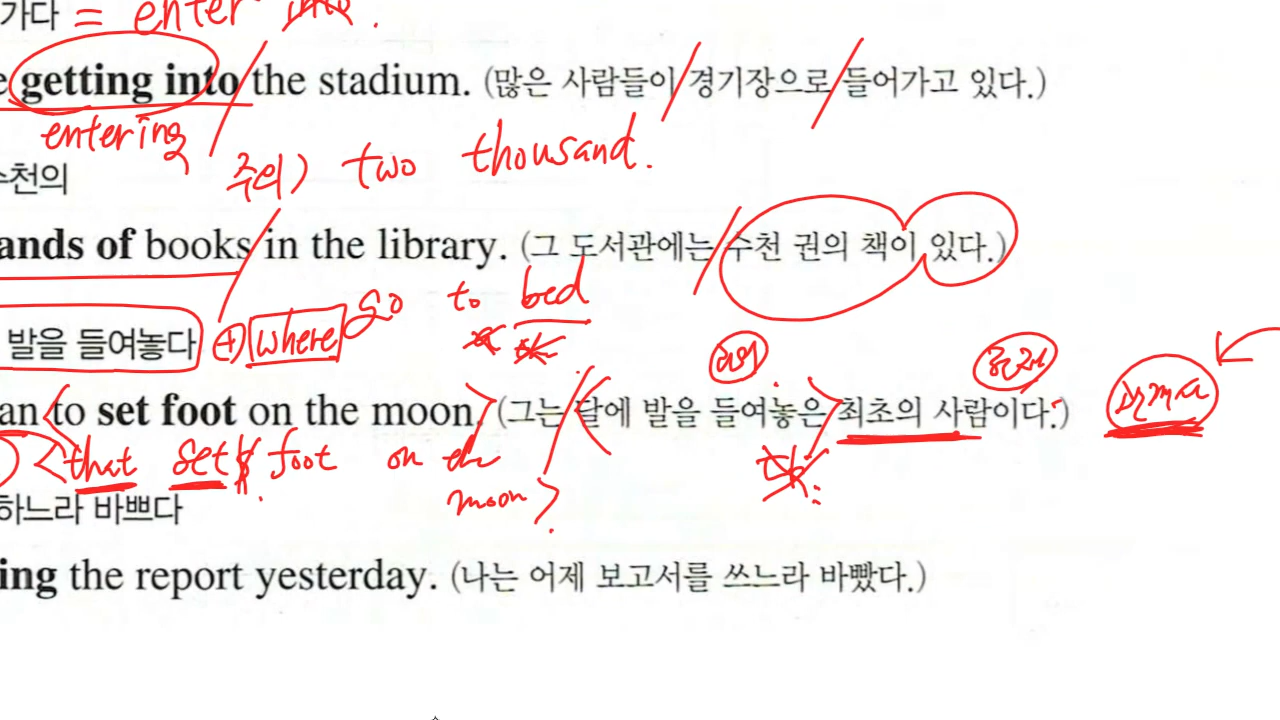 가다 = enter into.
e getting into the stadium. (많은 사람들이 경기장으로 들어가고 있다.)
entering
주의) two thousand.
수천의
ands of books in the library. (그 도서관에는 수천 권의 책이 있다.)
go to bed
발을 들여놓다 + where
an to set foot on the moon. (그는 달에 발을 들여놓은 최초의 사람이다.)
that set foot on the
moon
하느라 바쁘다
ing the report yesterday. (나는 어제 보고서를 쓰느라 바빴다.)